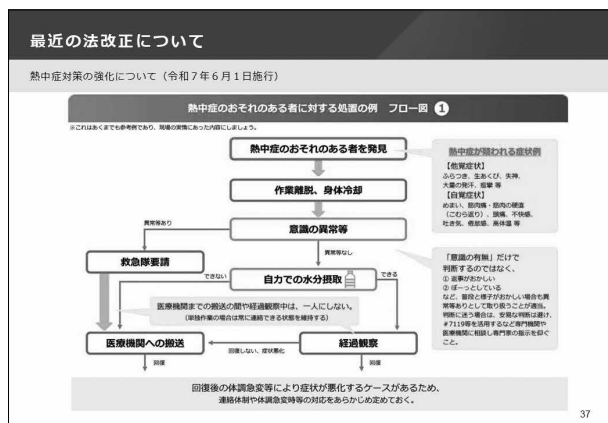 最近の法改正について
熱中症対策の強化について（令和７年６月１日施行）
熱中症のおそれのある者に対する処置の例　フロー図 ①
※これはあくまでも参考例であり、現場の実情にあった内容にしましょう。
熱中症のおそれのある者を発見
作業離脱、身体冷却
意識の異常等
異常等あり
異常等なし
救急隊要請
自力での水分摂取
できない
できる
医療機関までの搬送の間や経過観察中は、一人にしない。
（単独作業の場合は常に連絡できる状態を維持する）
医療機関への搬送
経過観察
回復しない、症状悪化
回復
回復
熱中症が疑われる症状例
【他覚症状】
ふらつき、生あくび、失神、
大量の発汗、痙攣 等
【自覚症状】
めまい、筋肉痛・筋肉の硬直
（こむら返り）、頭痛、不快感、
吐き気、倦怠感、高体温 等
「意識の有無」だけで
判断するのではなく、
① 返事がおかしい
② ぼーっとしている
など、普段と様子がおかしい場合も異
常等ありとして取り扱うことが適当。
判断に迷う場合は、安易な判断は避け、
#7119等を活用するなど専門機関や
医療機関に相談し専門家の指示を仰ぐ
こと。
回復後の体調急変等により症状が悪化するケースがあるため、
連絡体制や体調急変時等の対応をあらかじめ定めておく。
37